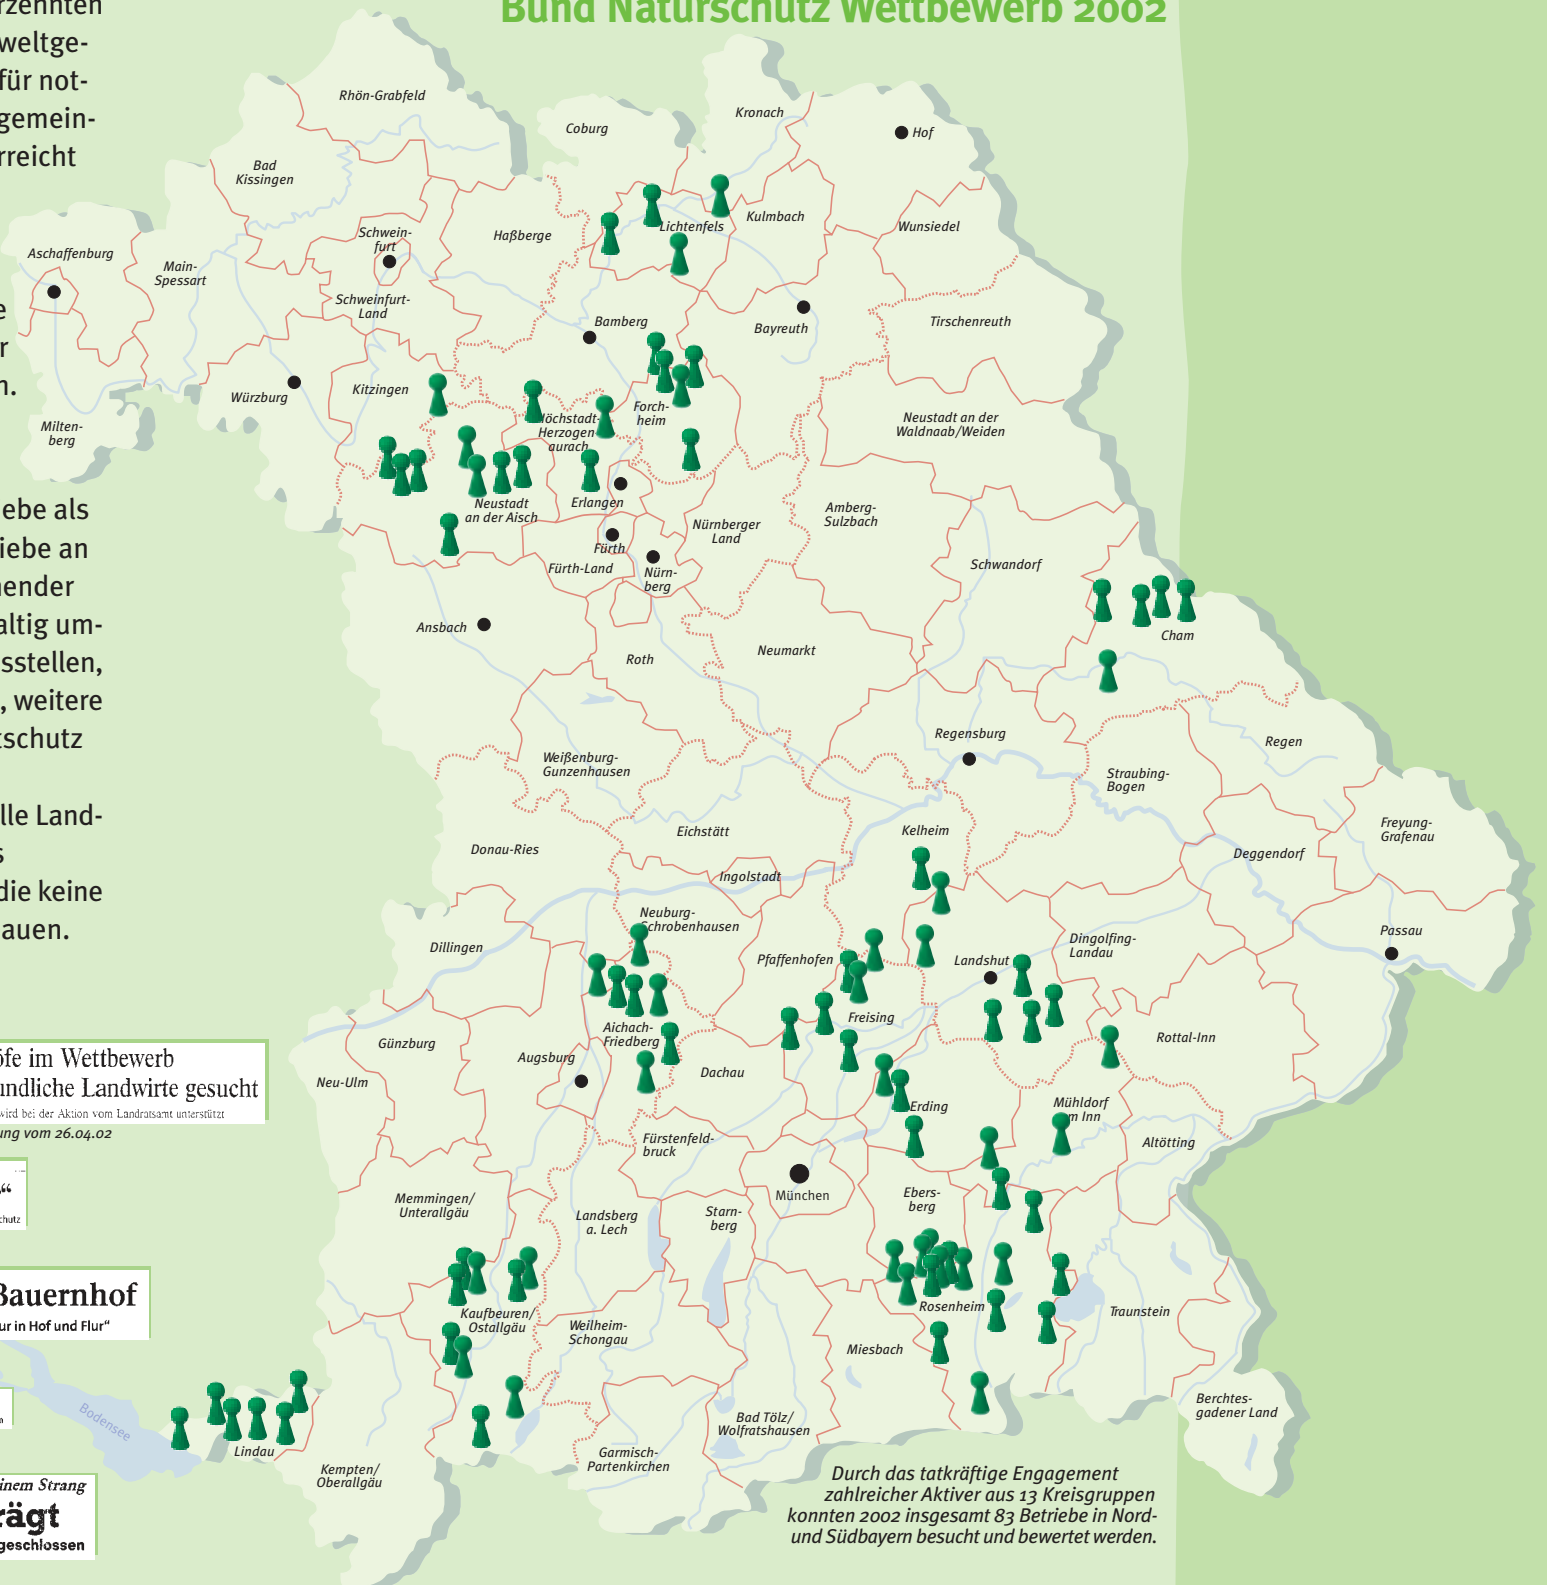 rzehnten
weltge-
für not-
gemein-
rreicht
e
r
n.
ebe als
iebe an
ender
altig um-
sstellen,
, weitere
tschutz
lle Land-
s
die keine
auen.
öfe im Wettbewerb
undliche Landwirte gesucht
wird bei der Aktion vom Landratsamt unterstützt
ung vom 26.04.02
“
chutz
Bauernhof
ur in Hof und Flur“
n
inem Strang
rägt
geschlossen
Bund Naturschutz Wettbewerb 2002
Rhön-Grabfeld
Coburg
Kronach
Hof
Bad
Kissingen
Aschaffenburg
Main-
Spessart
Schwein-
furt
Haßberge
Lichtenfels
Kulmbach
Wunsiedel
Schweinfurt-
Land
Bamberg
Bayreuth
Tirschenreuth
Würzburg
Kitzingen
Milten-
berg
Höchstadt-
Herzogen
aurach
Forch-
heim
Neustadt an der
Waldnaab/Weiden
Neustadt
an der Aisch
Erlangen
Nürnberger
Land
Amberg-
Sulzbach
Fürth
Fürth-Land
Nürn-
berg
Schwandorf
Ansbach
Roth
Neumarkt
Cham
Weißenburg-
Gunzenhausen
Regensburg
Straubing-
Bogen
Regen
Donau-Ries
Eichstätt
Kelheim
Freyung-
Grafenau
Deggendorf
Ingolstadt
Neuburg-
Schrobenhausen
Dillingen
Pfaffenhofen
Landshut
Dingolfing-
Landau
Passau
Günzburg
Aichach-
Friedberg
Freising
Rottal-Inn
Augsburg
Neu-Ulm
Dachau
Erding
Mühldorf
m Inn
Altötting
Fürstenfeld-
bruck
München
Memmingen/
Unterallgäu
Landsberg
a. Lech
Starn-
berg
Ebers-
berg
Kaufbeuren/
Ostallgäu
Weilheim-
Schongau
Rosenheim
Traunstein
Miesbach
Berchtes-
gadener Land
Bodensee
Lindau
Kempten/
Oberallgäu
Garmisch-
Partenkirchen
Bad Tölz/
Wolfratshausen
Durch das tatkräftige Engagement
zahlreicher Aktiver aus 13 Kreisgruppen
konnten 2002 insgesamt 83 Betriebe in Nord-
und Südbayern besucht und bewertet werden.